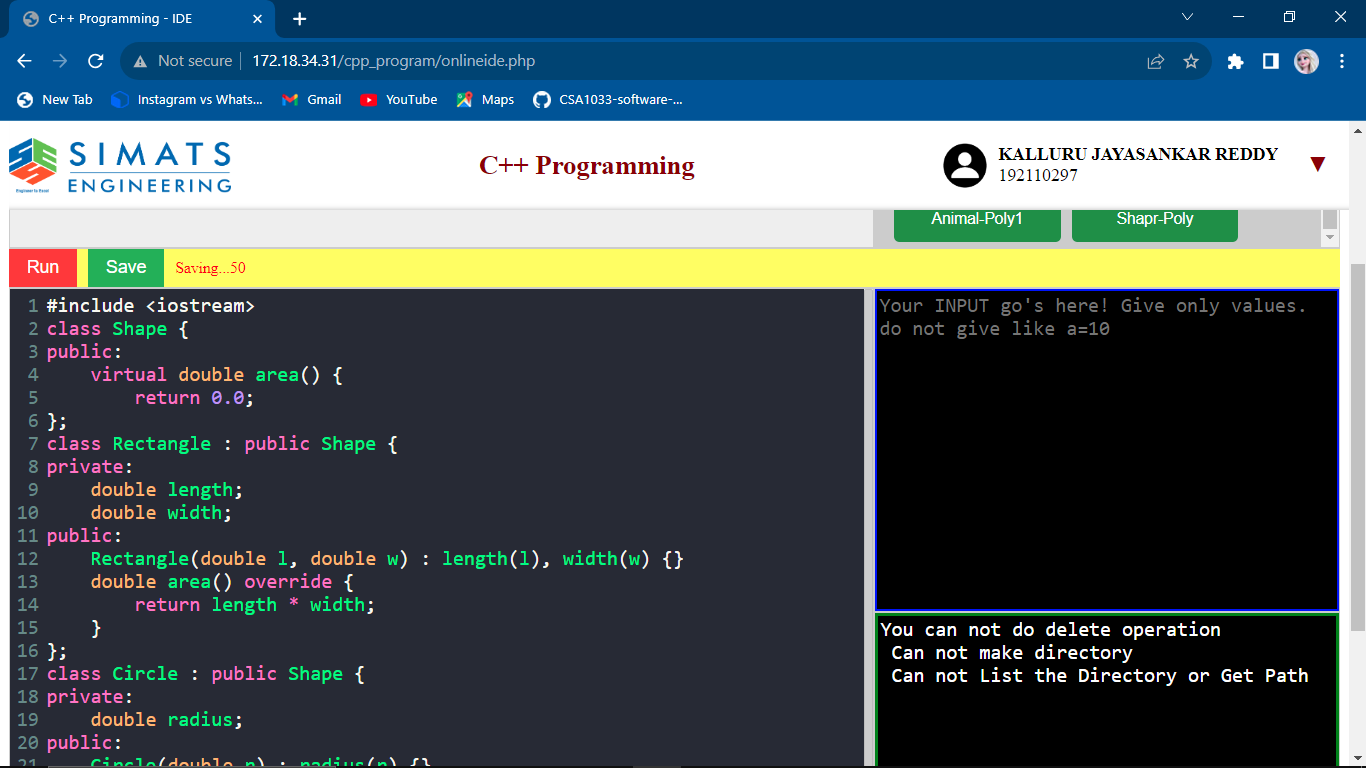 C++ Programming - IDE
Not secure
172.18.34.31/cpp_program/onlineide.php
New Tab
Instagram vs Whats...
Gmail
YouTube
Maps
CSA1033-software-...
SIMATS
ENGINEERING
Engineer to Excel
C++ Programming
KALLURU JAYASANKAR REDDY
192110297
Animal-Poly1
Shapr-Poly
Run
Save
Saving...50
1 #include <iostream>
2 class Shape {
3 public:
4     virtual double area() {
5         return 0.0;
6 };
7 class Rectangle : public Shape {
8 private:
9     double length;
10     double width;
11 public:
12     Rectangle(double l, double w) : length(l), width(w) {}
13     double area() override {
14         return length * width;
15     }
16 };
17 class Circle : public Shape {
18 private:
19     double radius;
20 public:
21     Circle(double r) : radius(r) {}
Your INPUT go's here! Give only values.
do not give like a=10
You can not do delete operation
Can not make directory
Can not List the Directory or Get Path